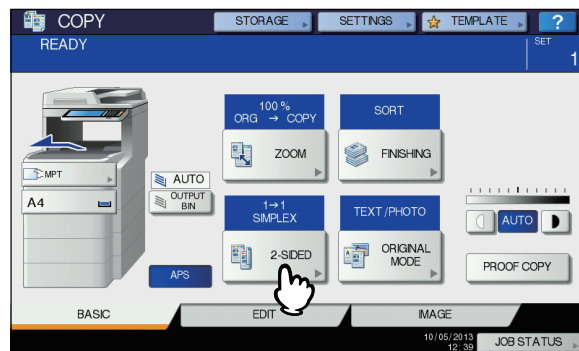 COPY
STORAGE
SETTINGS
TEMPLATE
?
READY
SET
1
100 %
ORG → COPY
ZOOM
SORT
FINISHING
MPT
A4
AUTO
OUTPUT
BIN
APS
1→1
SIMPLEX
2-SIDED
TEXT/PHOTO
ORIGINAL
MODE
AUTO
PROOF COPY
BASIC
EDIT
IMAGE
10/05/2013
12:39
JOB STATUS